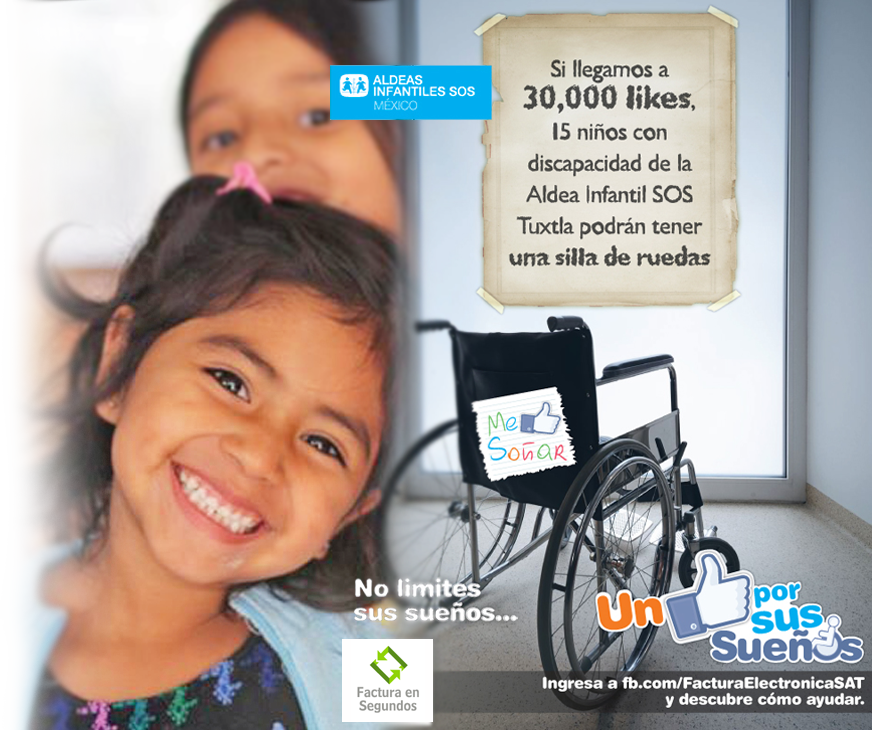 ALDEAS
INFANTILES SOS
MÉXICO
Si llegamos a
30,000 likes,
15 niños con
discapacidad de la
Aldea Infantil SOS
Tuxtla podrán tener
una silla de ruedas
Me
Soñar
No limites
sus sueños...
Un por
sus
Sueños
Factura en
Segundos
Ingresa a fb.com/FacturaElectronicaSAT
y descubre cómo ayudar.